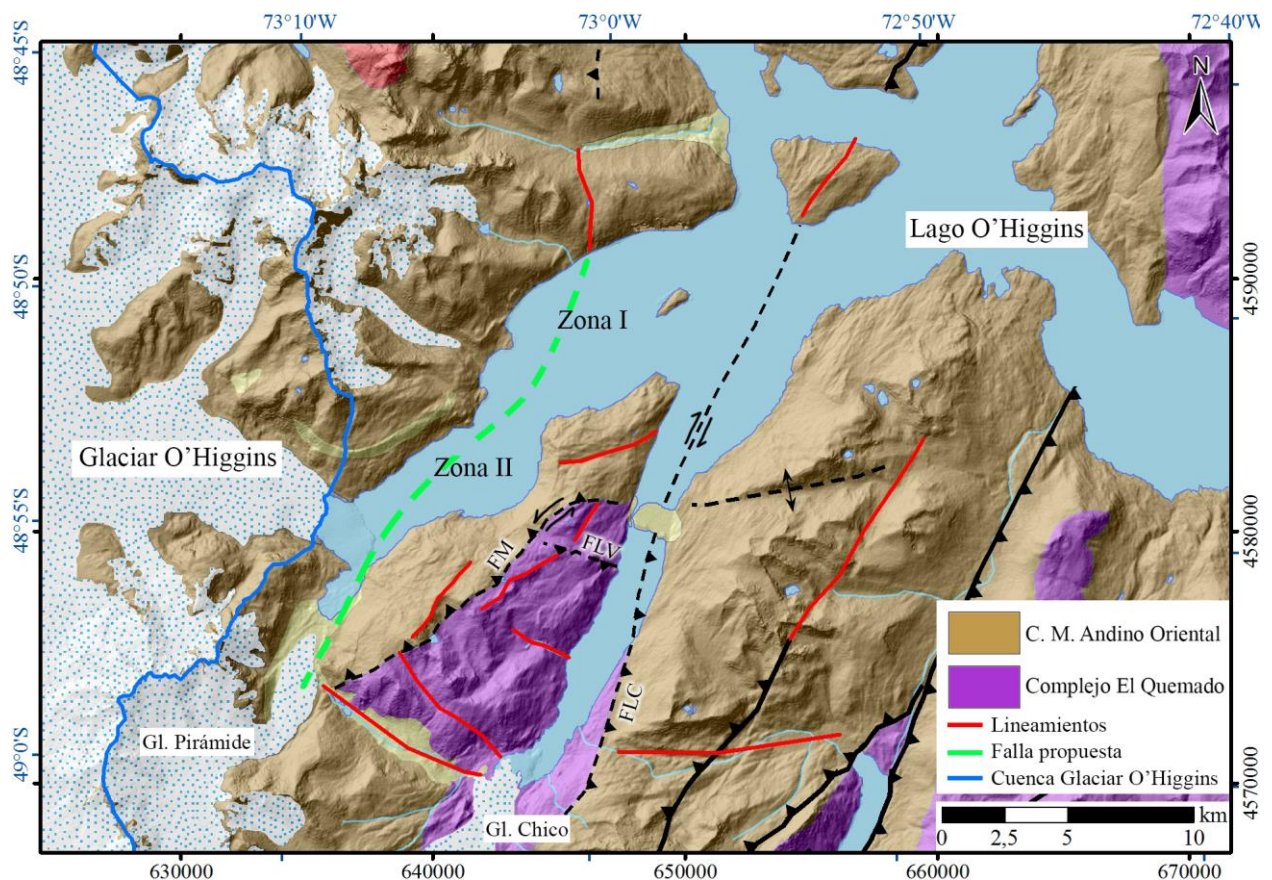 73°10'S
73°0'S
72°50'S
72°40'S
48°45'S
N
Lago O'Higgins
48°50'S
4590000
Zona I
Glaciar O'Higgins
Zona II
48°55'S
4580000
FM
FLV
C. M. Andino Oriental
Complejo El Quemado
FLC
Lineamientos
Gl. Pirámide
Falla propuesta
49°0'S
Cuenca Glaciar O'Higgins
4570000
Gl. Chico
km
0 2,5 5 10
630000 640000 650000 660000 670000